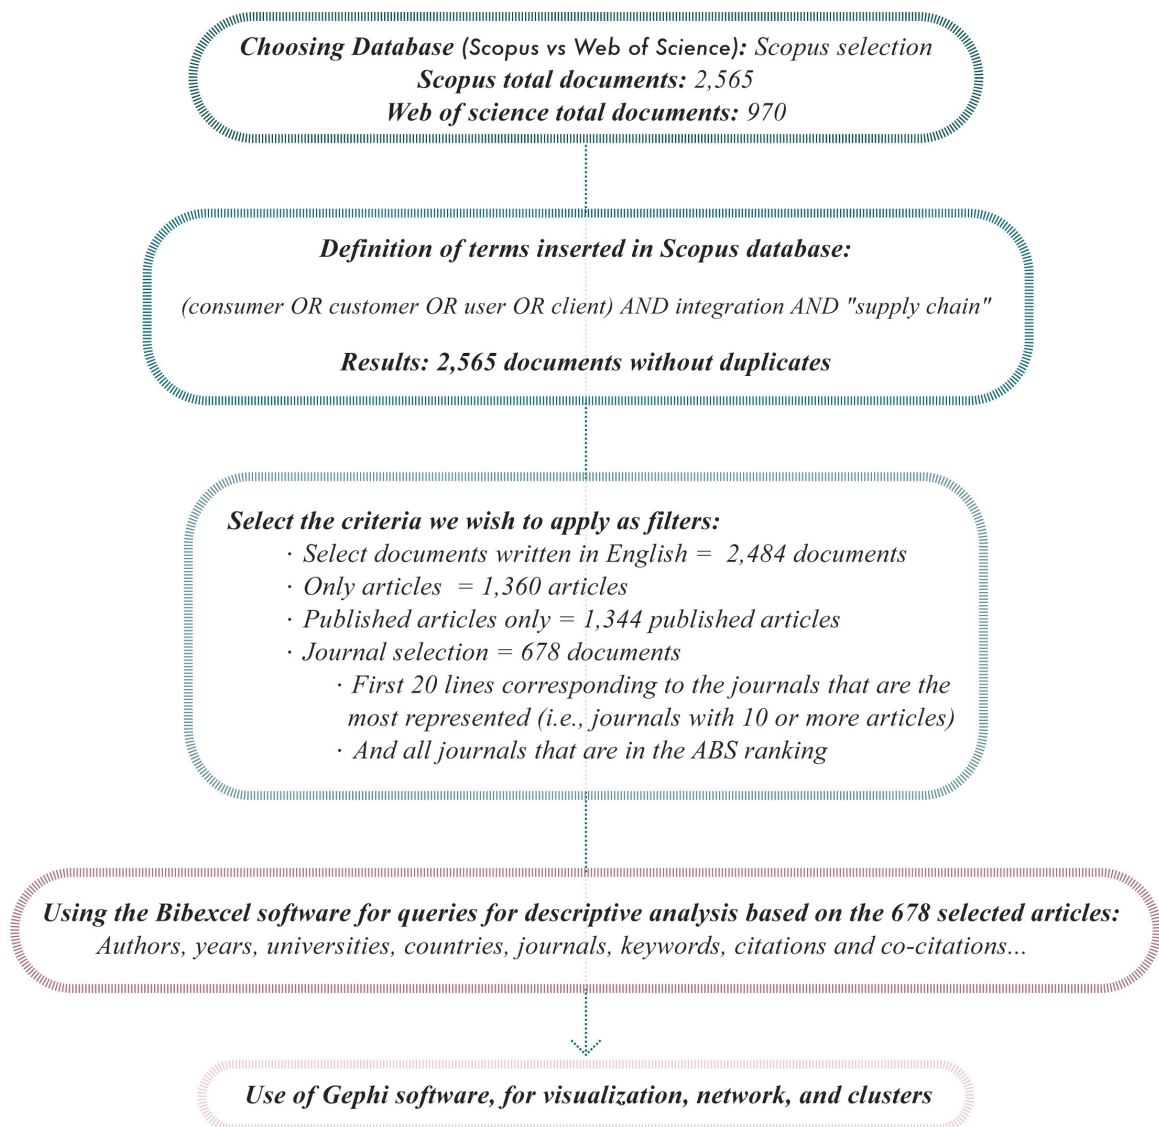 Choosing Database (Scopus vs Web of Science): Scopus selection
Scopus total documents: 2,565
Web of science total documents: 970
Definition of terms inserted in Scopus database:
(consumer OR customer OR user OR client) AND integration AND "supply chain"
Results: 2,565 documents without duplicates
Select the criteria we wish to apply as filters:
· Select documents written in English = 2,484 documents
· Only articles = 1,360 articles
· Published articles only = 1,344 published articles
· Journal selection = 678 documents
· First 20 lines corresponding to the journals that are the
most represented (i.e., journals with 10 or more articles)
· And all journals that are in the ABS ranking
Using the Bibexcel software for queries for descriptive analysis based on the 678 selected articles:
Authors, years, universities, countries, journals, keywords, citations and co-citations...
Use of Gephi software, for visualization, network, and clusters